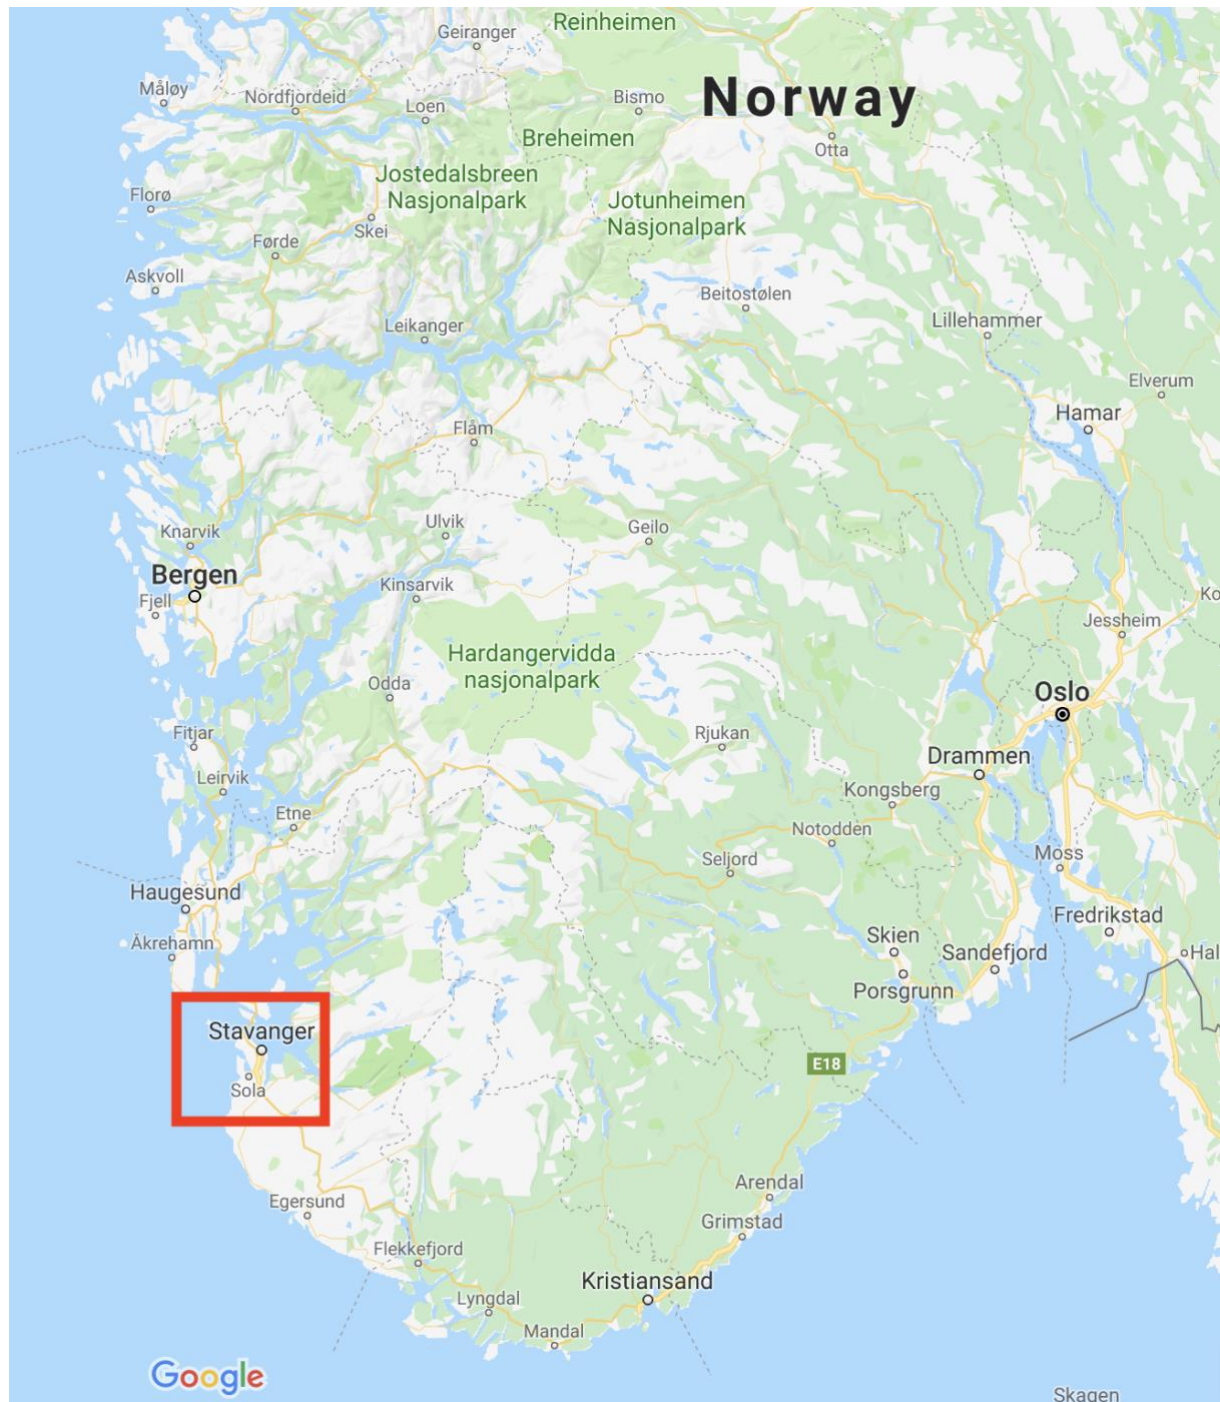 Geiranger
Reinheimen
Norway
Måløy
Nordfjordeid
Loen
Bismo
Breheimen
Otta
Jostedalsbreen
Nasjonalpark
Jotunheimen
Nasjonalpark
Florø
Førde
Skei
Askvoll
Beitostølen
Leikanger
Lillehammer
Elverum
Hamar
Flåm
Knarvik
Ulvik
Geilo
Bergen
Fjell
Kinsarvik
Ko
Jessheim
Hardangervidda
nasjonalpark
Odda
Oslo
Fitjar
Rjukan
Drammen
Leirvik
Kongsberg
Etne
Notodden
Seljord
Moss
Haugesund
Fredrikstad
Åkrehamn
Skien
Sandefjord
Hal
Porsgrunn
Stavanger
Sola
E18
Arendal
Egersund
Grimstad
Flekkefjord
Kristiansand
Lyngdal
Mandal
Google
Skagen